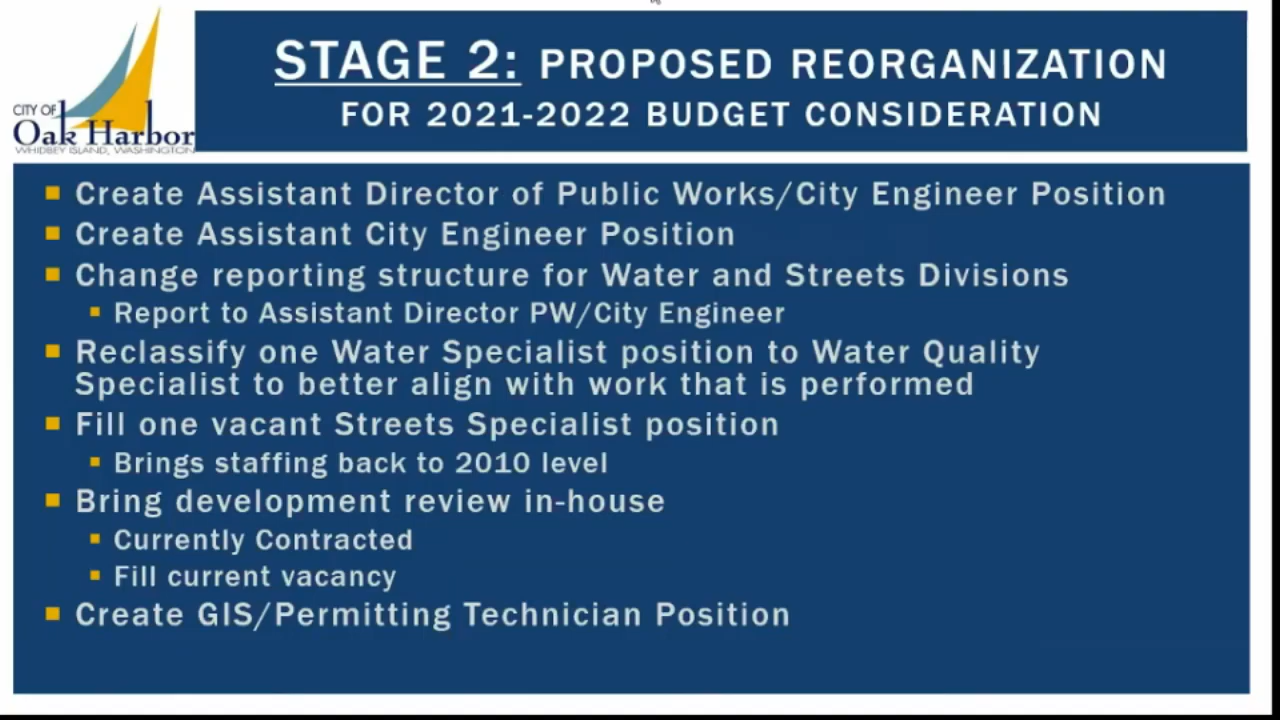 CITY OF
Oak Harbor
WHIDBEY ISLAND, WASHINGTON
STAGE 2: PROPOSED REORGANIZATION
FOR 2021-2022 BUDGET CONSIDERATION
Create Assistant Director of Public Works/City Engineer Position
Create Assistant City Engineer Position
Change reporting structure for Water and Streets Divisions
Report to Assistant Director PW/City Engineer
Reclassify one Water Specialist position to Water Quality
Specialist to better align with work that is performed
Fill one vacant Streets Specialist position
Brings staffing back to 2010 level
Bring development review in-house
Currently Contracted
Fill current vacancy
Create GIS/Permitting Technician Position